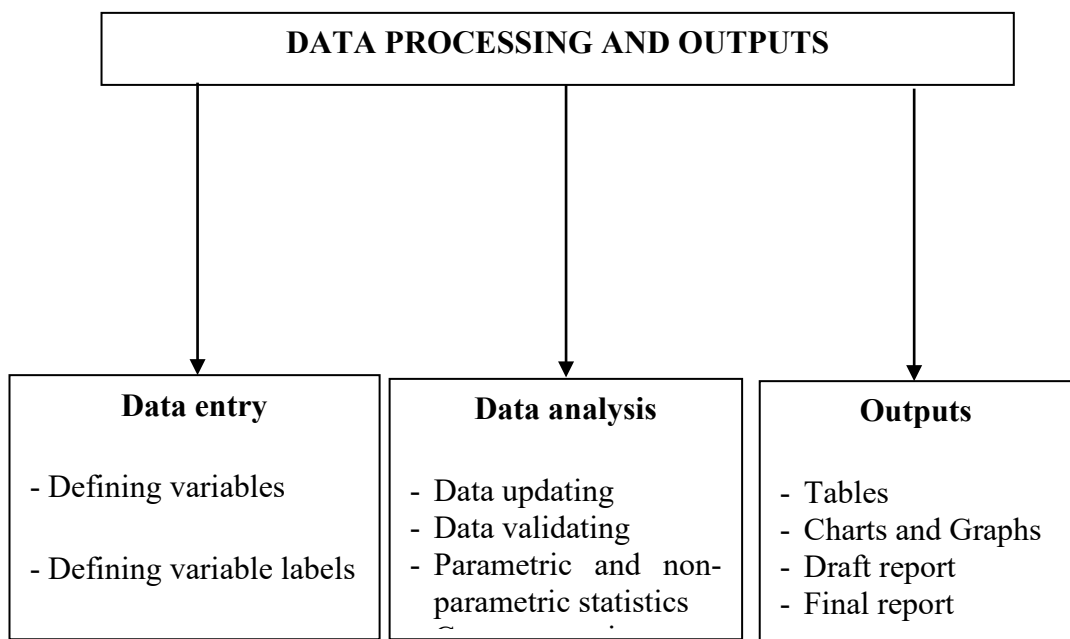 DATA PROCESSING AND OUTPUTS
Data entry
- Defining variables
- Defining variable labels
Data analysis
- Data updating
- Data validating
- Parametric and non-
parametric statistics
Outputs
- Tables
- Charts and Graphs
- Draft report
- Final report